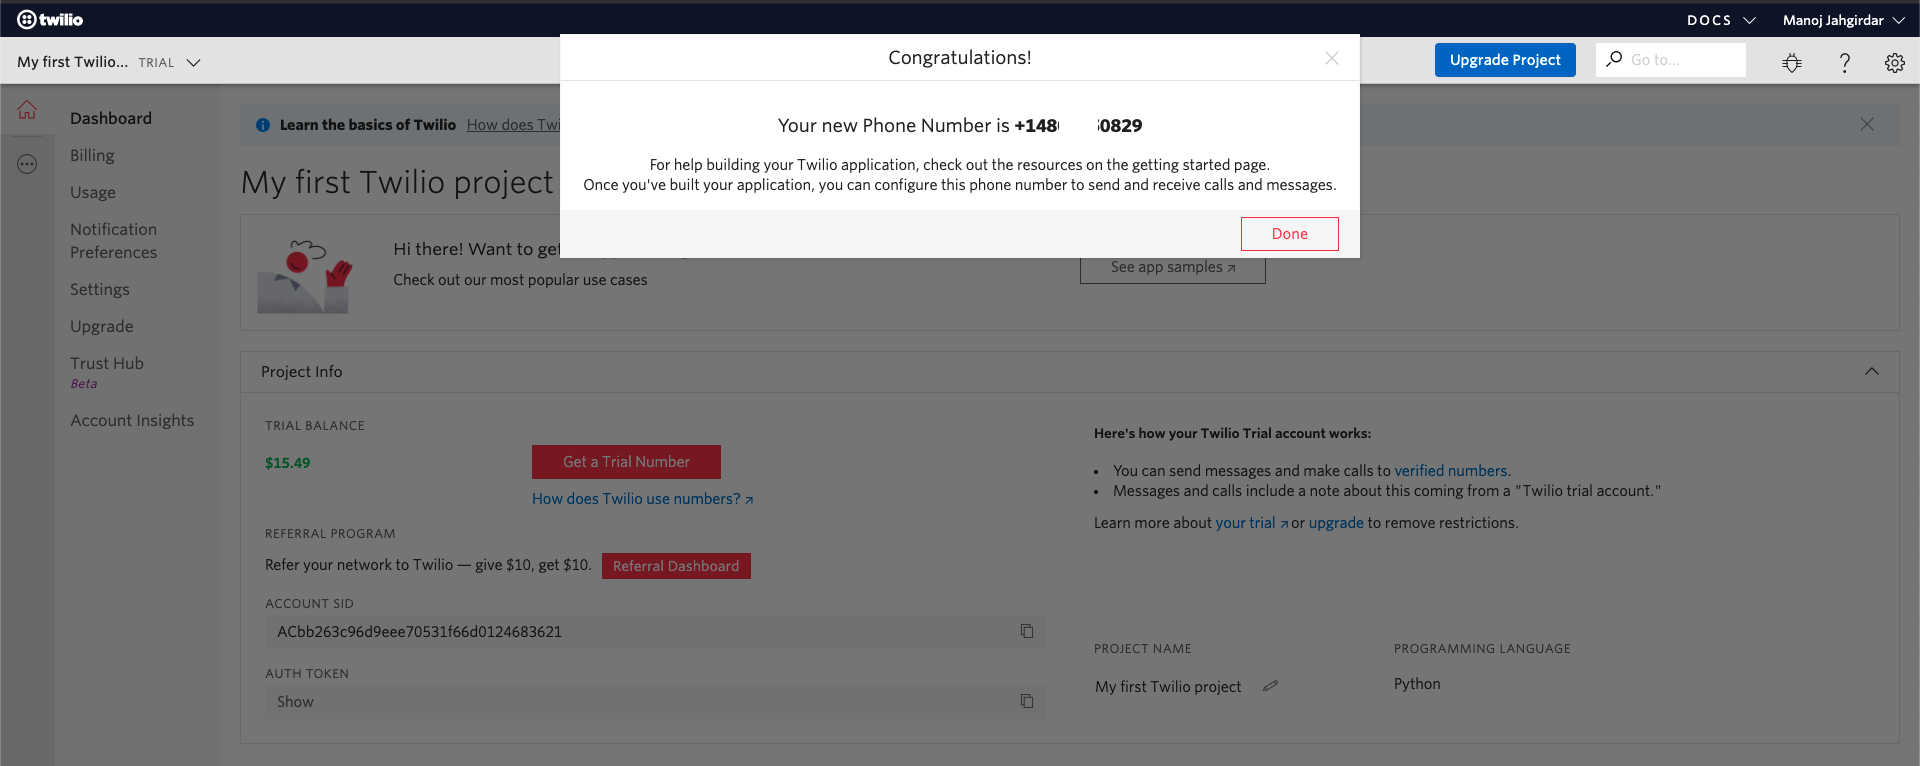 twilio
DOCS
Manoj Jahgirdar
My first Twilio... TRIAL
Upgrade Project
Go to...
Congratulations!
Your new Phone Number is +148 0829
For help building your Twilio application, check out the resources on the getting started page.
Once you've built your application, you can configure this phone number to send and receive calls and messages.
Done
Dashboard
Billing
Usage
Notification
Preferences
Settings
Upgrade
Trust Hub
Beta
Account Insights
Learn the basics of Twilio How does Twi
My first Twilio project
Hi there! Want to get
Check out our most popular use cases
See app samples
Project Info
TRIAL BALANCE
$15.49
Get a Trial Number
How does Twilio use numbers?
REFERRAL PROGRAM
Refer your network to Twilio — give $10, get $10. Referral Dashboard
ACCOUNT SID
ACbb263c96d9eee70531f66d0124683621
AUTH TOKEN
Show
Here's how your Twilio Trial account works:
• You can send messages and make calls to verified numbers.
• Messages and calls include a note about this coming from a "Twilio trial account."
Learn more about your trial or upgrade to remove restrictions.
PROJECT NAME
My first Twilio project
PROGRAMMING LANGUAGE
Python